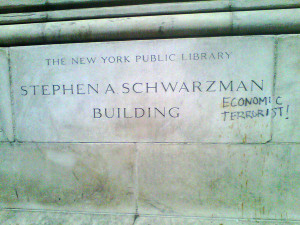 THE NEW YORK PUBLIC LIBRARY
STEPHEN A SCHWARZMAN
BUILDING
ECONOMIC
TERRORIST!